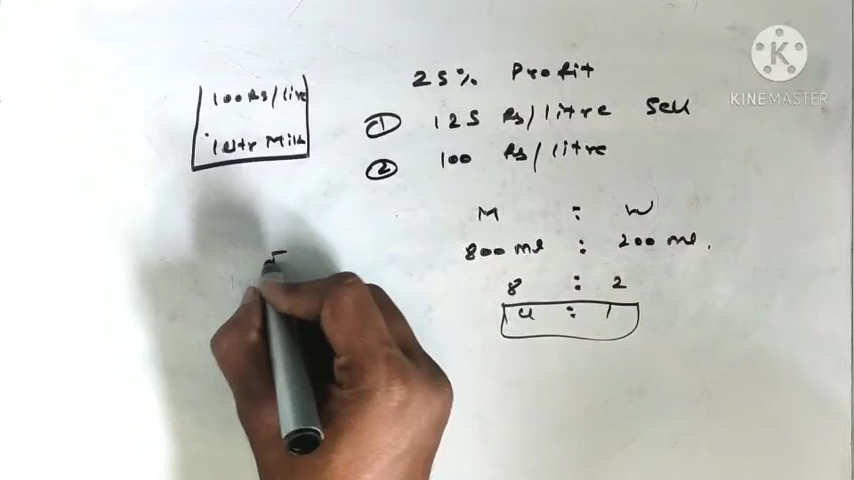 100 Rs/litre
1 litr Milk
25% Profit
① 125 Rs/litre Sell
② 100 Rs/litre
M : W
800 ml : 200 ml.
8 : 2
4 : 1
K
KINEMASTER